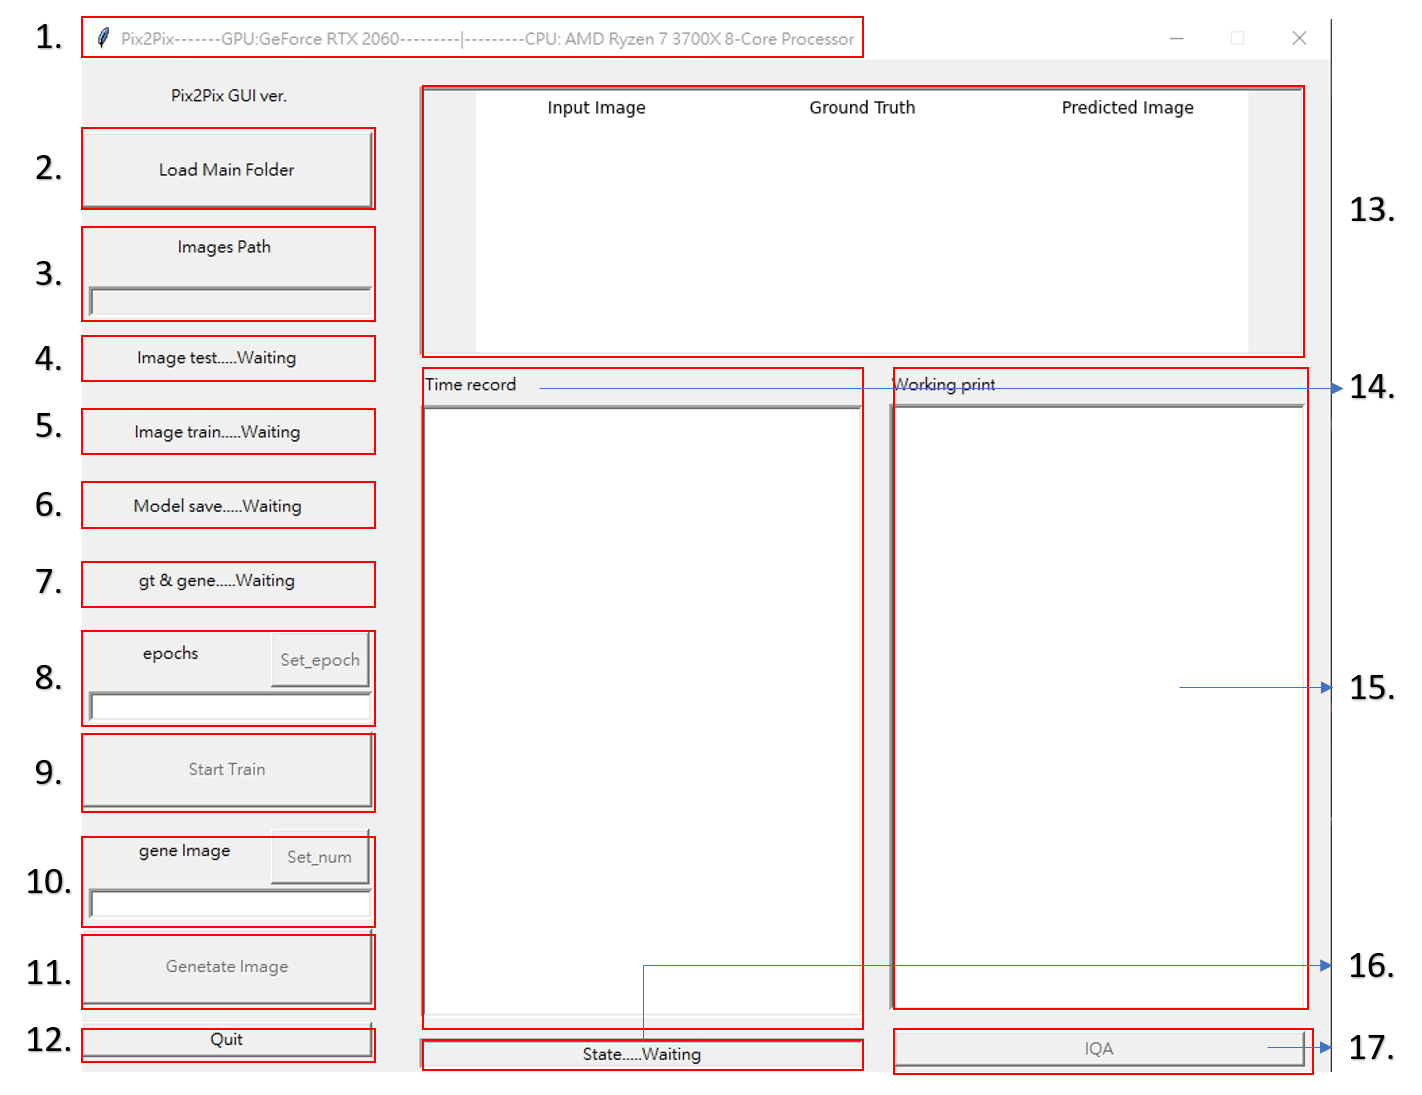 1.
Pix2Pix-------GPU:GeForce RTX 2060---------|---------CPU: AMD Ryzen 7 3700X 8-Core Processor
Pix2Pix GUI ver.
2.
Load Main Folder
3.
Images Path
4.
Image test.....Waiting
5.
Image train.....Waiting
6.
Model save.....Waiting
7.
gt & gene.....Waiting
8.
epochs
Set_epoch
9.
Start Train
10.
gene Image
Set_num
11.
Genetate Image
12.
Quit
Input Image
Ground Truth
Predicted Image
13.
Time record
14.
Working print
15.
State.....Waiting
16.
IQA
17.